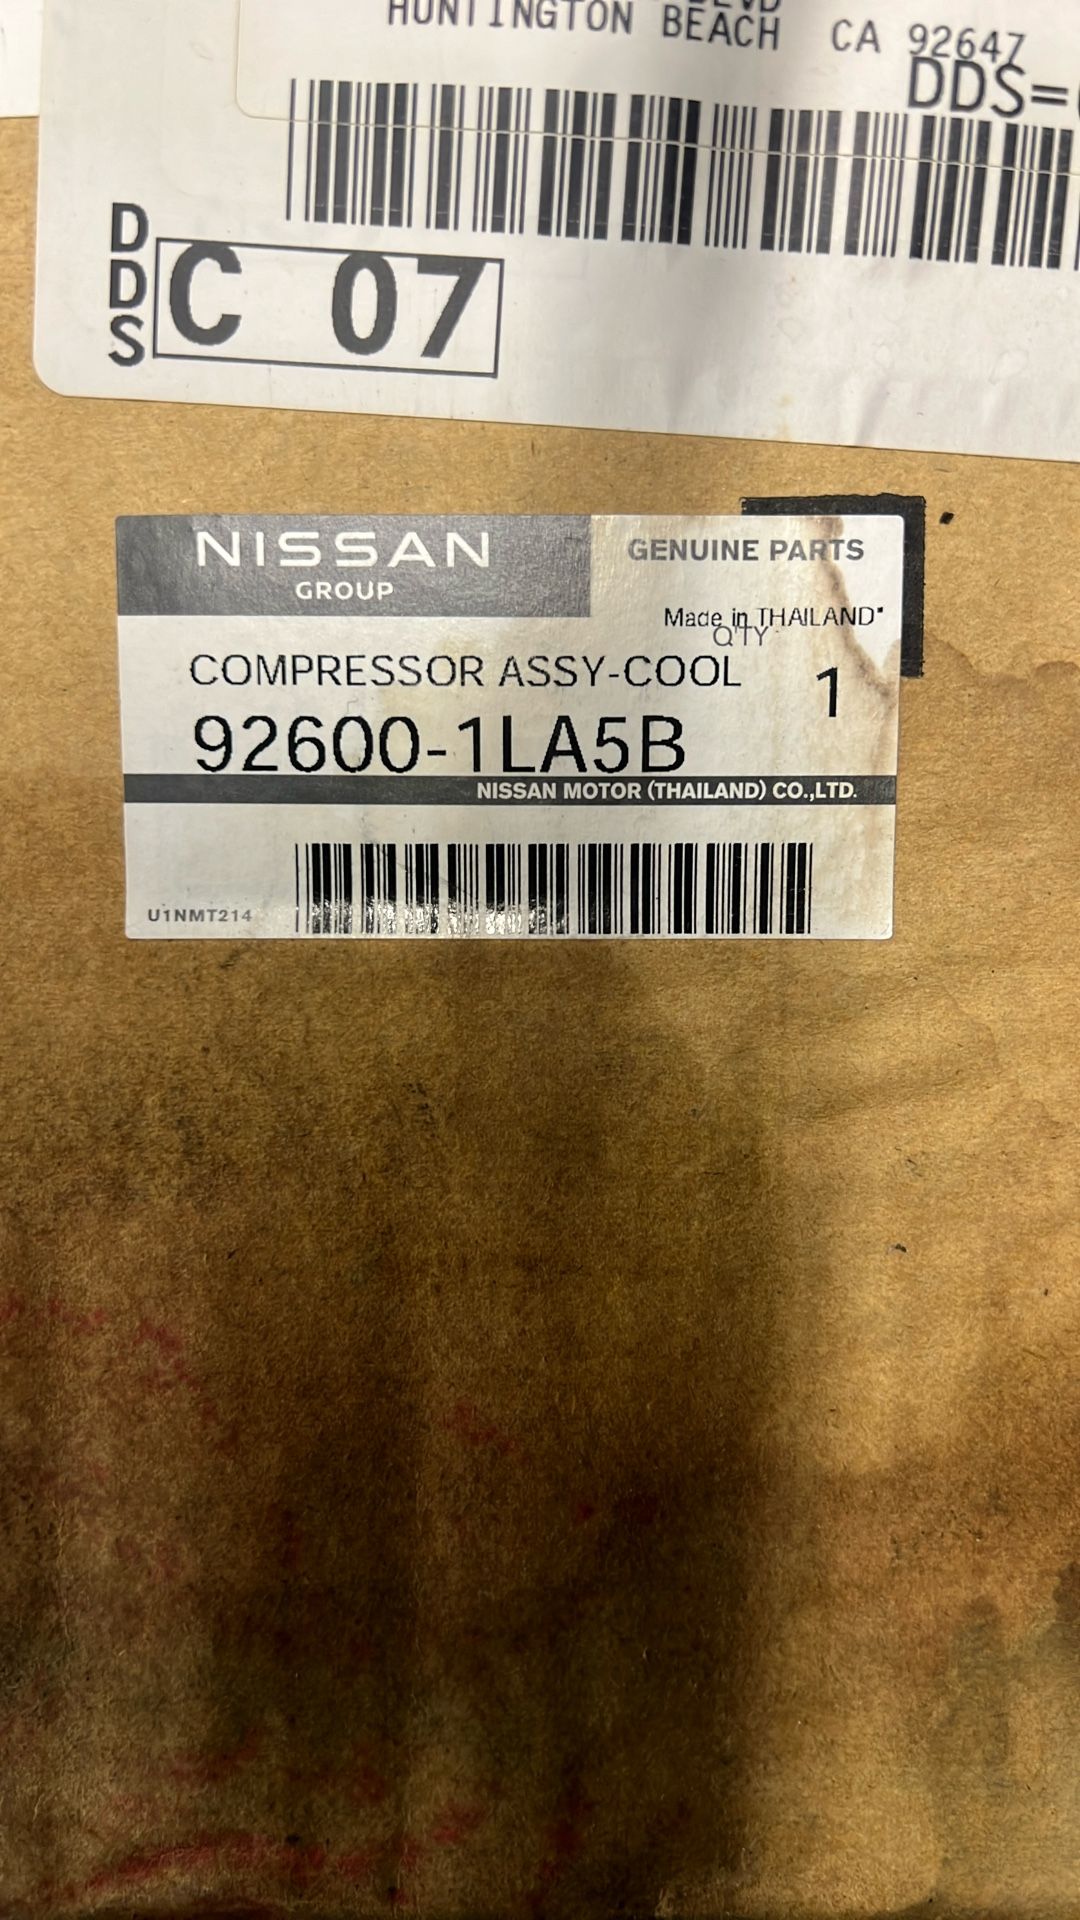 BLVD
HUNTINGTON BEACH CA 92647
DDS=
DDS
C 07
NISSAN
GROUP
GENUINE PARTS
Made in THAILAND"
Q'TY
COMPRESSOR ASSY-COOL
1
92600-1LA5B
NISSAN MOTOR (THAILAND) CO.,LTD.
U1NMT214